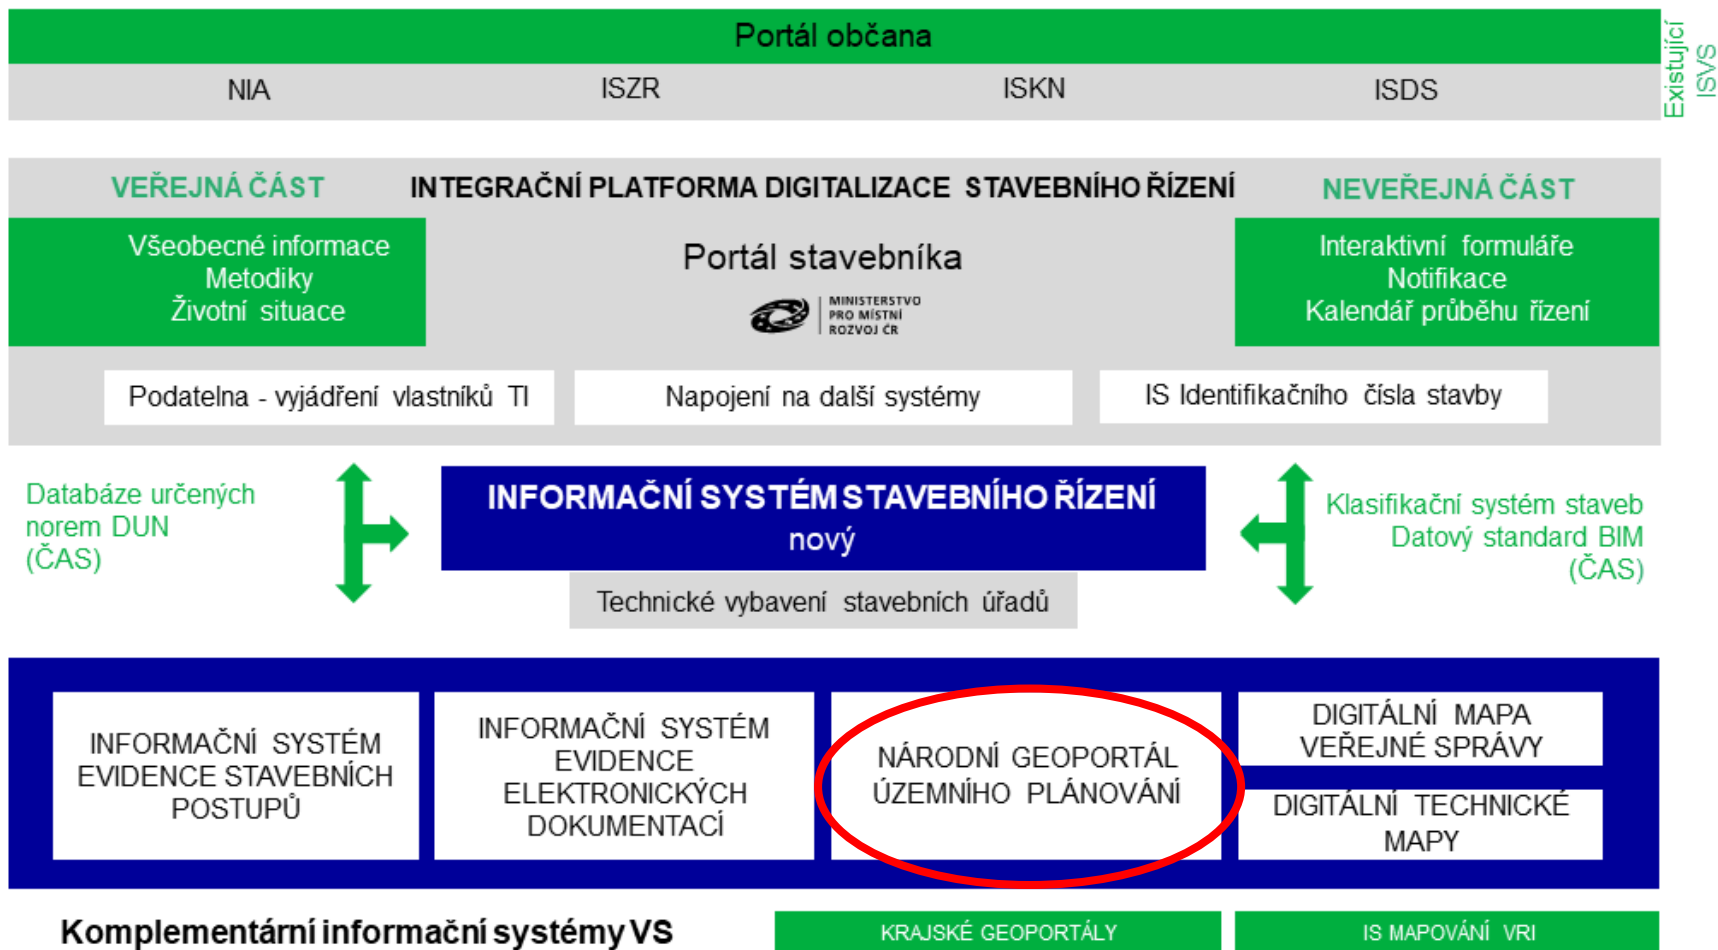 Portál občana
NIA
ISZR
ISKN
ISDS
Existující
ISVS
VEŘEJNÁ ČÁST
INTEGRAČNÍ PLATFORMA DIGITALIZACE STAVEBNÍHO ŘÍZENÍ
NEVEŘEJNÁ ČÁST
Všeobecné informace
Metodiky
Životní situace
Portál stavebníka
MINISTERSTVO
PRO MÍSTNÍ
ROZVOJ ČR
Interaktivní formuláře
Notifikace
Kalendář průběhu řízení
Podatelna - vyjádření vlastníků TI
Napojení na další systémy
IS Identifikačního čísla stavby
Databáze určených
norem DUN
(ČAS)
INFORMAČNÍ SYSTÉM STAVEBNÍHO ŘÍZENÍ
nový
Klasifikační systém staveb
Datový standard BIM
(ČAS)
Technické vybavení stavebních úřadů
INFORMAČNÍ SYSTÉM
EVIDENCE STAVEBNÍCH
POSTUPŮ
INFORMAČNÍ SYSTÉM
EVIDENCE
ELEKTRONICKÝCH
DOKUMENTACÍ
NÁRODNÍ GEOPORTÁL
ÚZEMNÍHO PLÁNOVÁNÍ
DIGITÁLNÍ MAPA
VEŘEJNÉ SPRÁVY
DIGITÁLNÍ TECHNICKÉ
MAPY
Komplementární informační systémy VS
KRAJSKÉ GEOPORTÁLY
IS MAPOVÁNÍ VRI